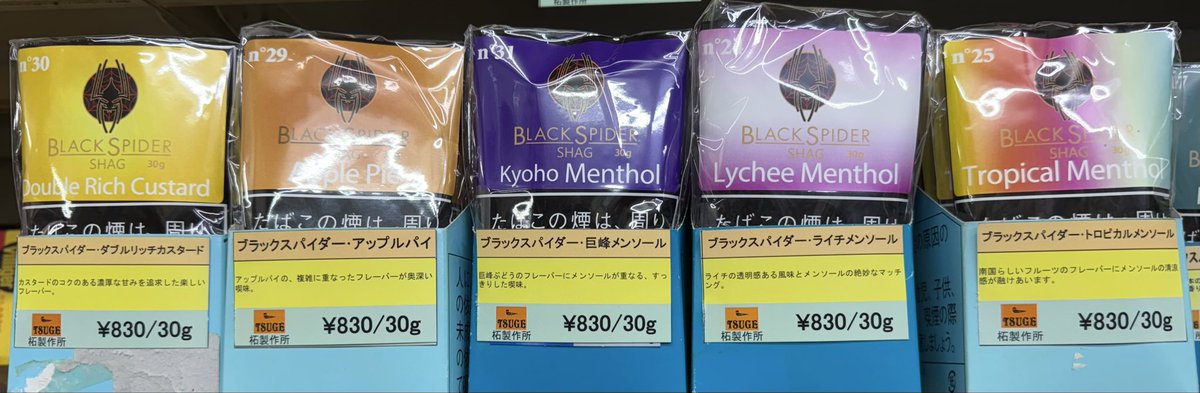 柘製作所
n°30
BLACK SPIDER
SHAG 30g
Double Rich Custard
ブラックスパイダー・ダブルリッチカスタード
カスタードのコクのある濃厚な甘みを追求した楽しい
フレーバー。
TSUGE
柘製作所
¥830/30g
n°29
BLACK SPIDER
SHAG 30g
Apple Pie
たばこの煙は、周り
ブラックスパイダー・アップルパイ
アップルパイの、複雑に重なったフレーバーが奥深い
喫味。
TSUGE
柘製作所
¥830/30g
n°31
BLACK SPIDER
SHAG 30g
Kyoho Menthol
たばこの煙は、周り
ブラックスパイダー・巨峰メンソール
巨峰ぶどうのフレーバーにメンソールが重なる、すっ
きりした喫味。
TSUGE
柘製作所
¥830/30g
BLACK SPIDER
SHAG 30g
Lychee Menthol
ブラックスパイダー・ライチメンソール
ライチの透明感ある風味とメンソールの絶妙なマッチ
ング。
TSUGE
柘製作所
¥830/30g
n°25
BLACK SPIDER
SHAG 30g
Tropical Menthol
ブラックスパイダー・トロピカルメンソール
南国らしいフルーツのフレーバーにメンソールの清涼
感が融けあいます。
TSUGE
柘製作所
¥830/30g